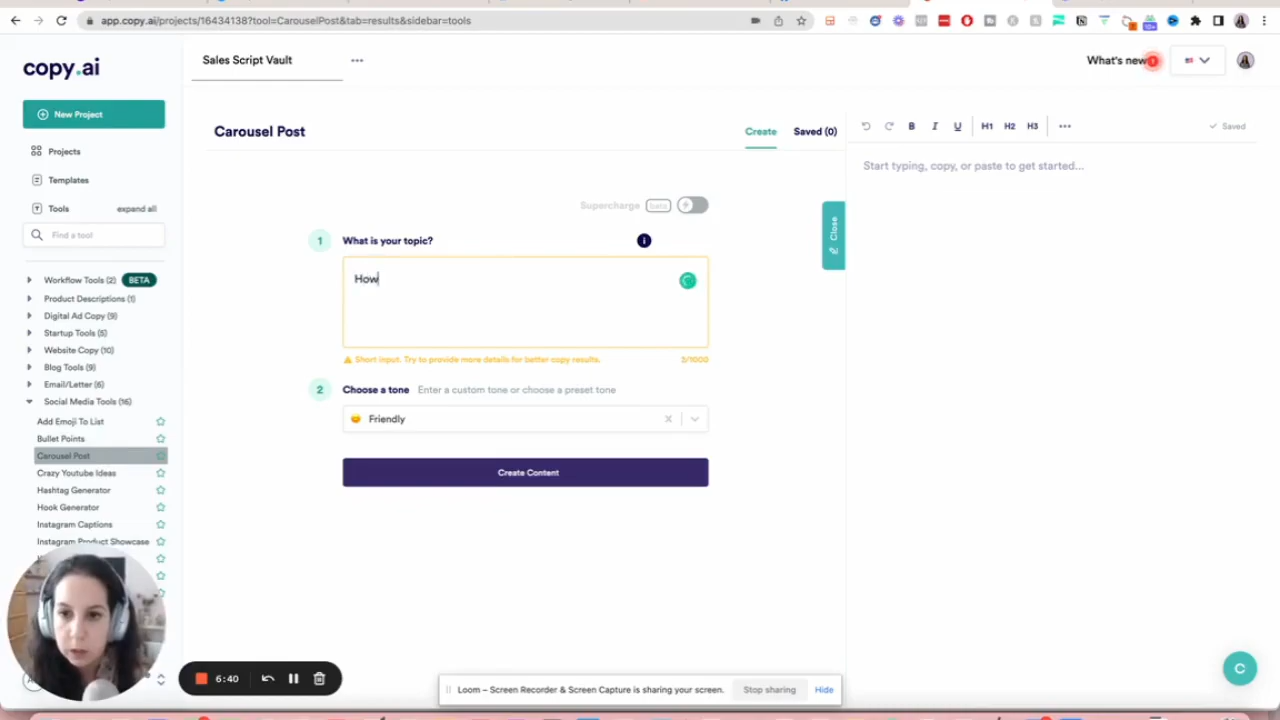 app.copy.ai/projects/16434138?tool=CarouselPost&tab=results&sidebar=tools
copy.ai
Sales Script Vault
What's new
1
New Project
Projects
Templates
Tools
expand all
Find a tool
Workflow Tools (2)
BETA
Product Descriptions (1)
Digital Ad Copy (9)
Startup Tools (5)
Website Copy (10)
Blog Tools (9)
Email/Letter (6)
Social Media Tools (16)
Add Emoji To List
Bullet Points
Carousel Post
Crazy Youtube Ideas
Hashtag Generator
Hook Generator
Instagram Captions
Instagram Product Showcase
Carousel Post
Create
Saved (0)
Supercharge
beta
1
What is your topic?
How
Short input. Try to provide more details for better copy results.
3/1000
2
Choose a tone
Enter a custom tone or choose a preset tone
Friendly
Create Content
Close
B
I
U
H1
H2
H3
Saved
Start typing, copy, or paste to get started...
6:40
Loom – Screen Recorder & Screen Capture is sharing your screen.
Stop sharing
Hide
C